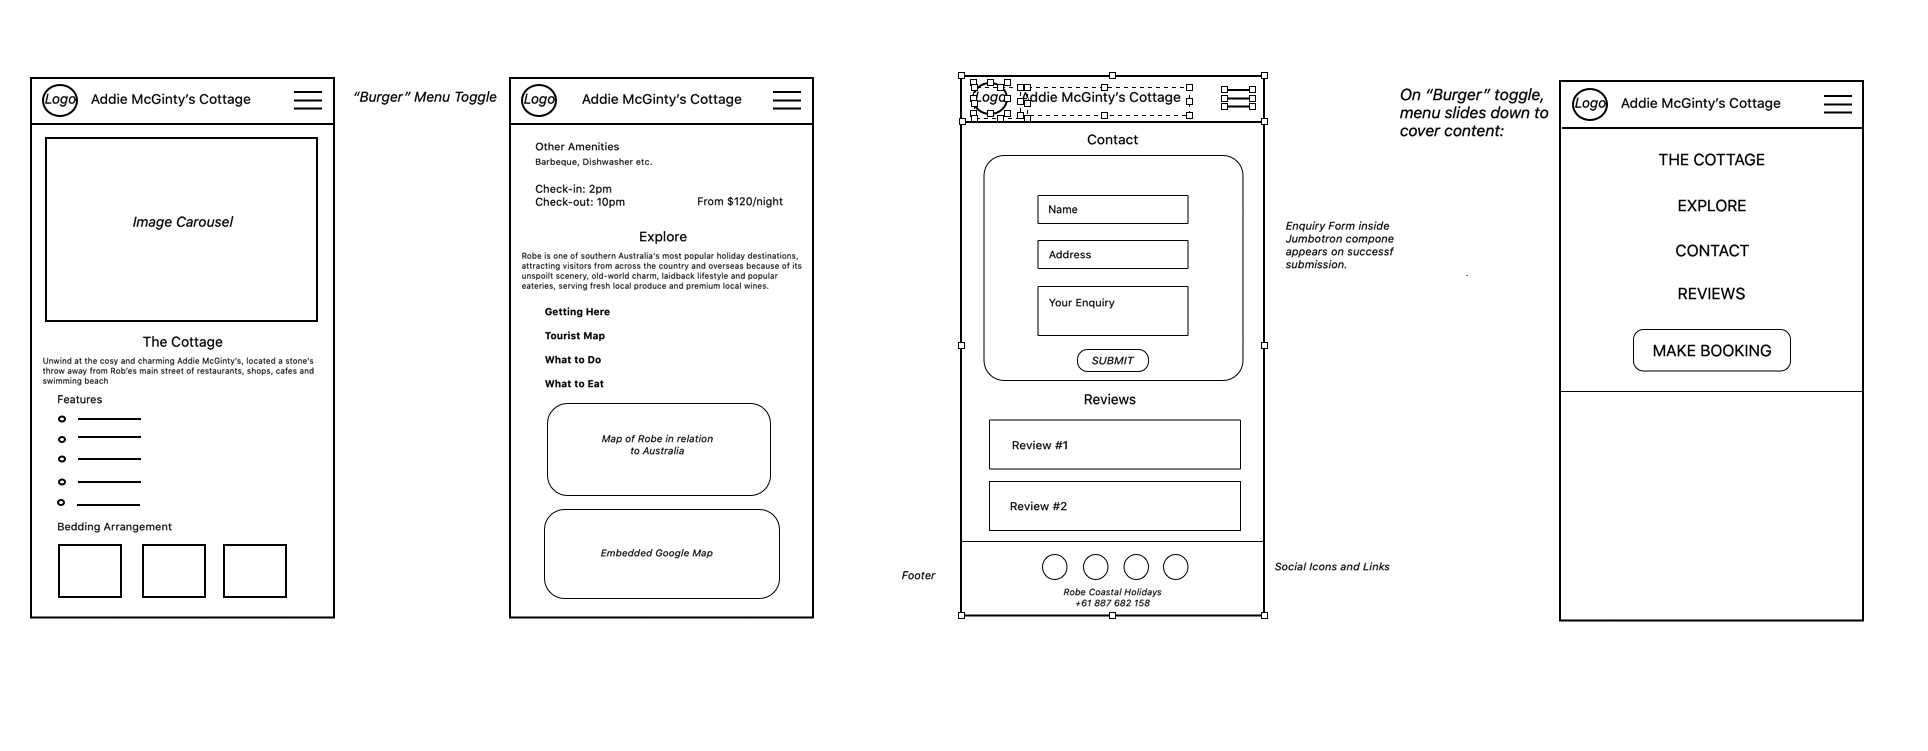 Logo
Addie McGinty's Cottage
Image Carousel
The Cottage
Unwind at the cosy and charming Addie McGinty's, located a stone's
throw away from Rob'es main street of restaurants, shops, cafes and
swimming beach
Features
Bedding Arrangement
“Burger” Menu Toggle
Logo
Addie McGinty's Cottage
Other Amenities
Barbeque, Dishwasher etc.
Check-in: 2pm
Check-out: 10pm
From $120/night
Explore
Robe is one of southern Australia's most popular holiday destinations,
attracting visitors from across the country and overseas because of its
unspoilt scenery, old-world charm, laidback lifestyle and popular
eateries, serving fresh local produce and premium local wines.
Getting Here
Tourist Map
What to Do
What to Eat
Map of Robe in relation
to Australia
Embedded Google Map
Logo
Addie McGinty's Cottage
Contact
Name
Address
Your Enquiry
SUBMIT
Reviews
Review #1
Review #2
Footer
Robe Coastal Holidays
+61 887 682 158
Enquiry Form inside
Jumbotron compone
appears on successf
submission.
Social Icons and Links
On “Burger” toggle,
menu slides down to
cover content:
Logo
Addie McGinty's Cottage
THE COTTAGE
EXPLORE
CONTACT
REVIEWS
MAKE BOOKING